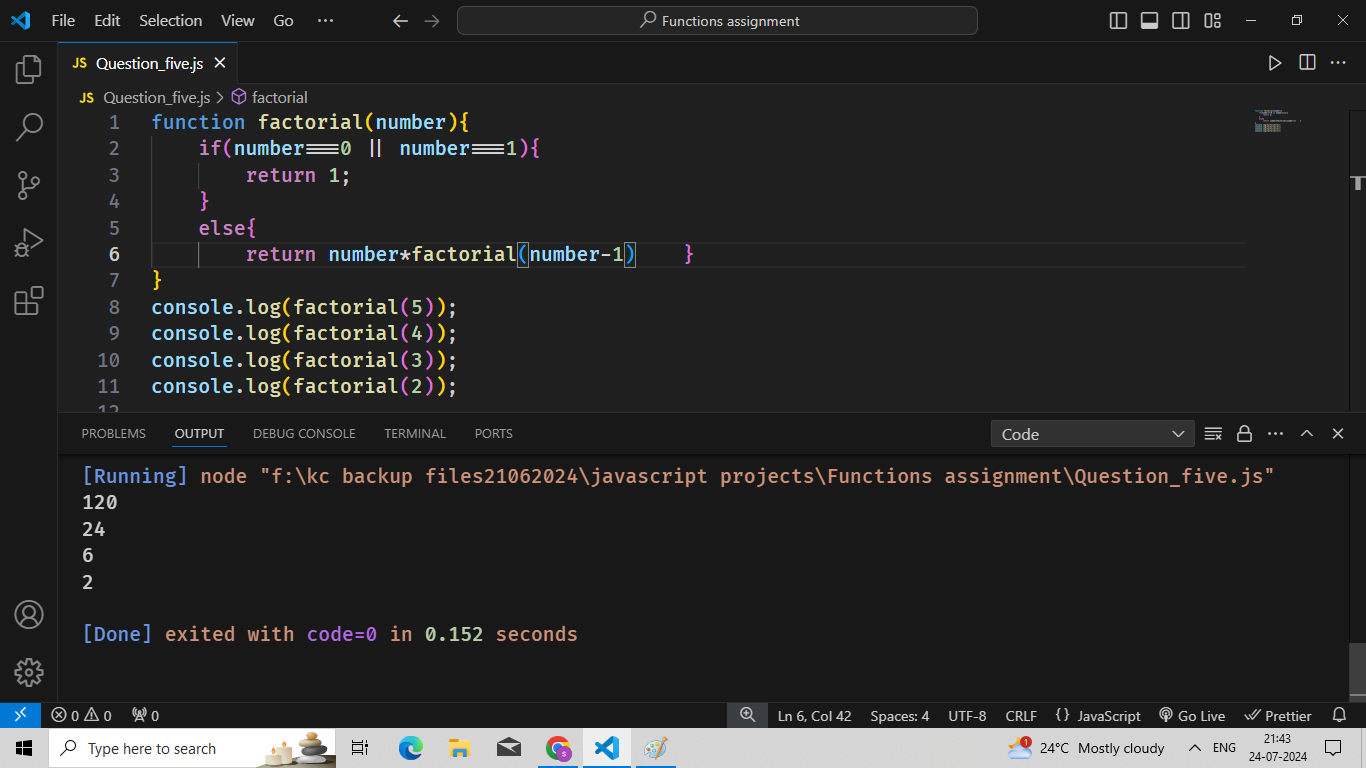 File Edit Selection View Go ··· Functions assignment
JS Question_five.js
JS Question_five.js > factorial
1 function factorial(number){
2 if(number===0 || number===1){
3 return 1;
4 }
5 else{
6 return number*factorial(number-1) }
7 }
8 console.log(factorial(5));
9 console.log(factorial(4));
10 console.log(factorial(3));
11 console.log(factorial(2));
12
PROBLEMS OUTPUT DEBUG CONSOLE TERMINAL PORTS Code
[Running] node "f:\kc backup files21062024\javascript projects\Functions assignment\Question_five.js"
120
24
6
2
[Done] exited with code=0 in 0.152 seconds
0 0 0 Ln 6, Col 42 Spaces: 4 UTF-8 CRLF {} JavaScript Go Live Prettier
Type here to search 1 24°C Mostly cloudy ENG 21:43
24-07-2024